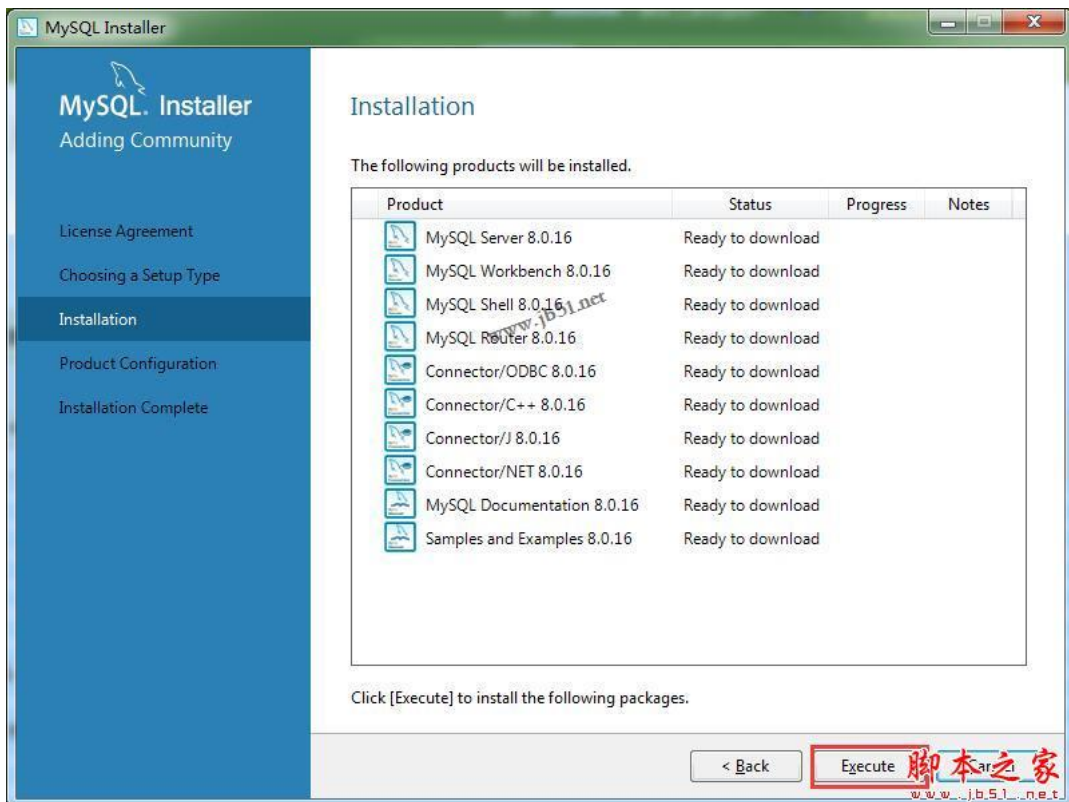 MySQL Installer
MySQL. Installer
Adding Community
License Agreement
Choosing a Setup Type
Installation
Product Configuration
Installation Complete
Installation
The following products will be installed.
Product Status Progress Notes
MySQL Server 8.0.16 Ready to download
MySQL Workbench 8.0.16 Ready to download
MySQL Shell 8.0.16 Ready to download
www.jb51.net
MySQL Router 8.0.16 Ready to download
Connector/ODBC 8.0.16 Ready to download
Connector/C++ 8.0.16 Ready to download
Connector/J 8.0.16 Ready to download
Connector/NET 8.0.16 Ready to download
MySQL Documentation 8.0.16 Ready to download
Samples and Examples 8.0.16 Ready to download
Click [Execute] to install the following packages.
< Back Execute Cancel
脚本之家
www.jb51.net